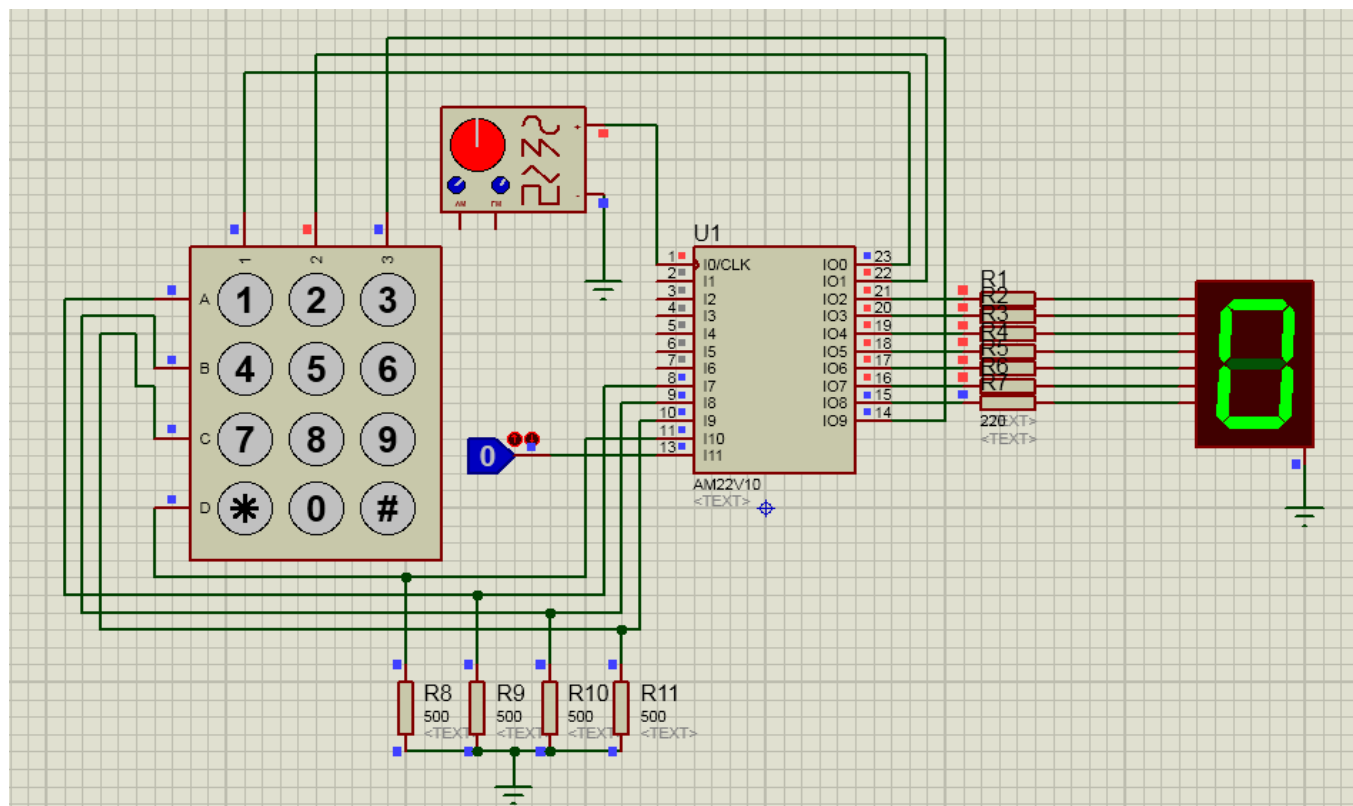 AM FM
1 2 3
A 1 2 3
B 4 5 6
C 7 8 9
D * 0 #
+
-
0
U1
1 I0/CLK IO0 23
2 I1 IO1 22
3 I2 IO2 21
4 I3 IO3 20
5 I4 IO4 19
6 I5 IO5 18
7 I6 IO6 17
8 I7 IO7 16
9 I8 IO8 15
10 I9 IO9 14
11 I10
13 I11
AM22V10
<TEXT>
R1
R2
R3
R4
R5
R6
R7
220
<TEXT>
0
R8 R9 R10 R11
500 500 500 500
<TEXT> <TEXT> <TEXT> <TEXT>